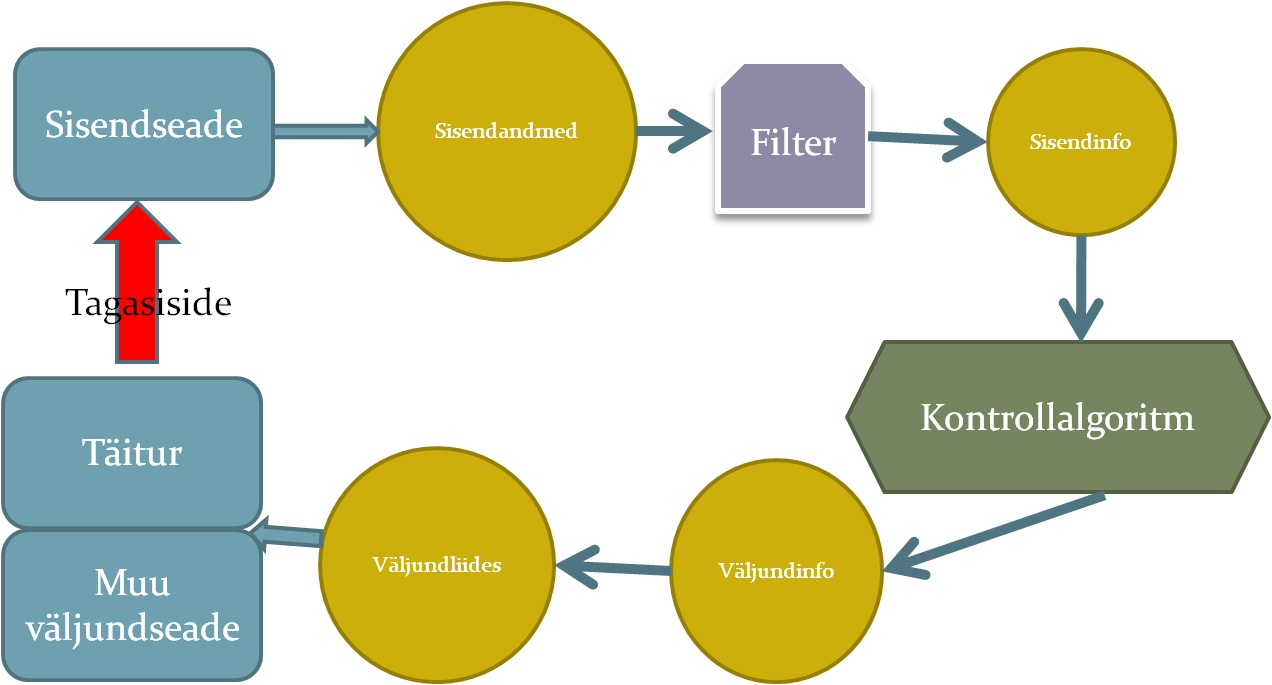 Sisendseade
Sisendandmed
Filter
Sisendinfo
Tagasiside
Kontrollalgoritm
Täitur
Väljundliides
Väljundinfo
Muu
väljundseade